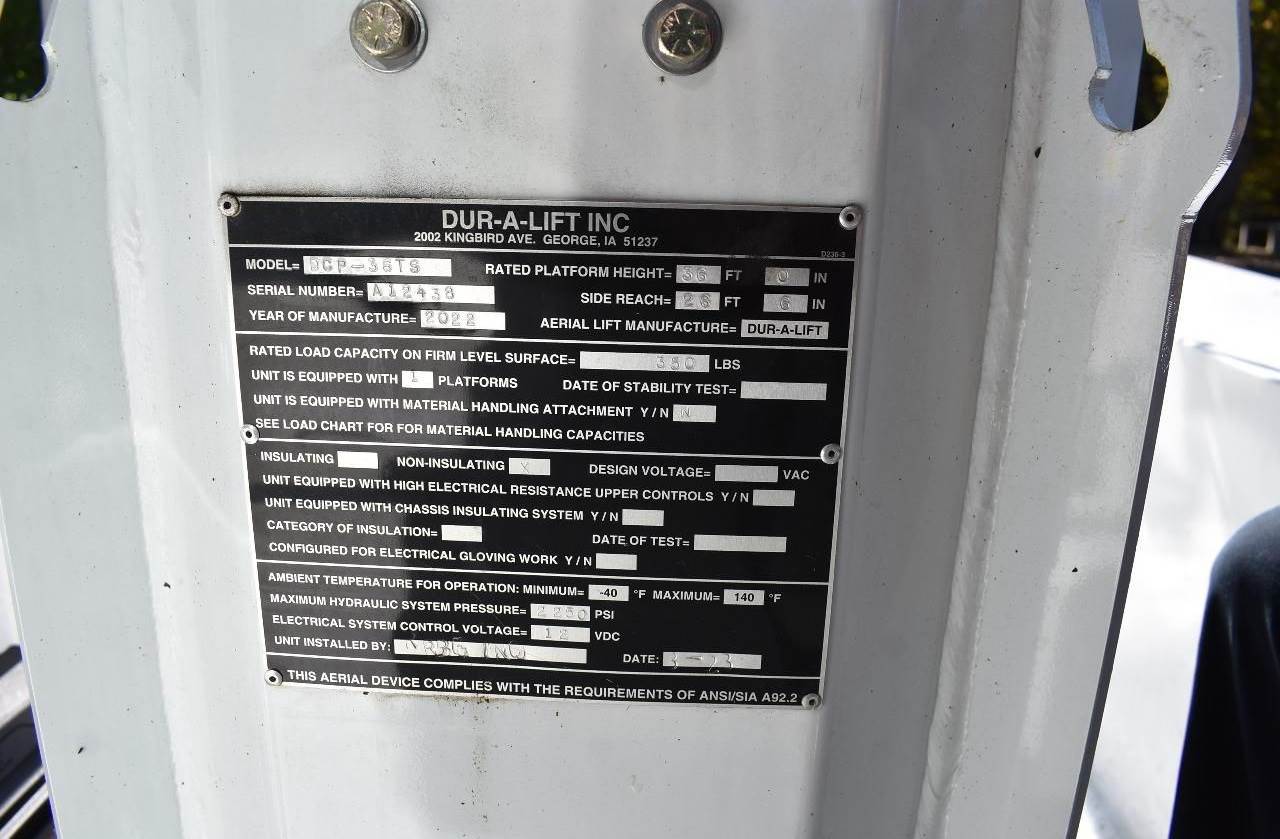 DUR-A-LIFT INC
2002 KINGBIRD AVE. GEORGE, IA 51237
D238-3
MODEL= DCP-36TS RATED PLATFORM HEIGHT= 36 FT 0 IN
SERIAL NUMBER= A12438 SIDE REACH= 26 FT 6 IN
YEAR OF MANUFACTURE= 2022 AERIAL LIFT MANUFACTURE= DUR-A-LIFT
RATED LOAD CAPACITY ON FIRM LEVEL SURFACE= 350 LBS
UNIT IS EQUIPPED WITH 1 PLATFORMS DATE OF STABILITY TEST=
UNIT IS EQUIPPED WITH MATERIAL HANDLING ATTACHMENT Y / N N
SEE LOAD CHART FOR FOR MATERIAL HANDLING CAPACITIES
INSULATING NON-INSULATING X DESIGN VOLTAGE= VAC
UNIT EQUIPPED WITH HIGH ELECTRICAL RESISTANCE UPPER CONTROLS Y / N
UNIT EQUIPPED WITH CHASSIS INSULATING SYSTEM Y / N
CATEGORY OF INSULATION= DATE OF TEST=
CONFIGURED FOR ELECTRICAL GLOVING WORK Y / N
AMBIENT TEMPERATURE FOR OPERATION: MINIMUM= -40 °F MAXIMUM= 140 °F
MAXIMUM HYDRAULIC SYSTEM PRESSURE= 2250 PSI
ELECTRICAL SYSTEM CONTROL VOLTAGE= 12 VDC
UNIT INSTALLED BY: INC DATE: 3-23
THIS AERIAL DEVICE COMPLIES WITH THE REQUIREMENTS OF ANSI/SIA A92.2